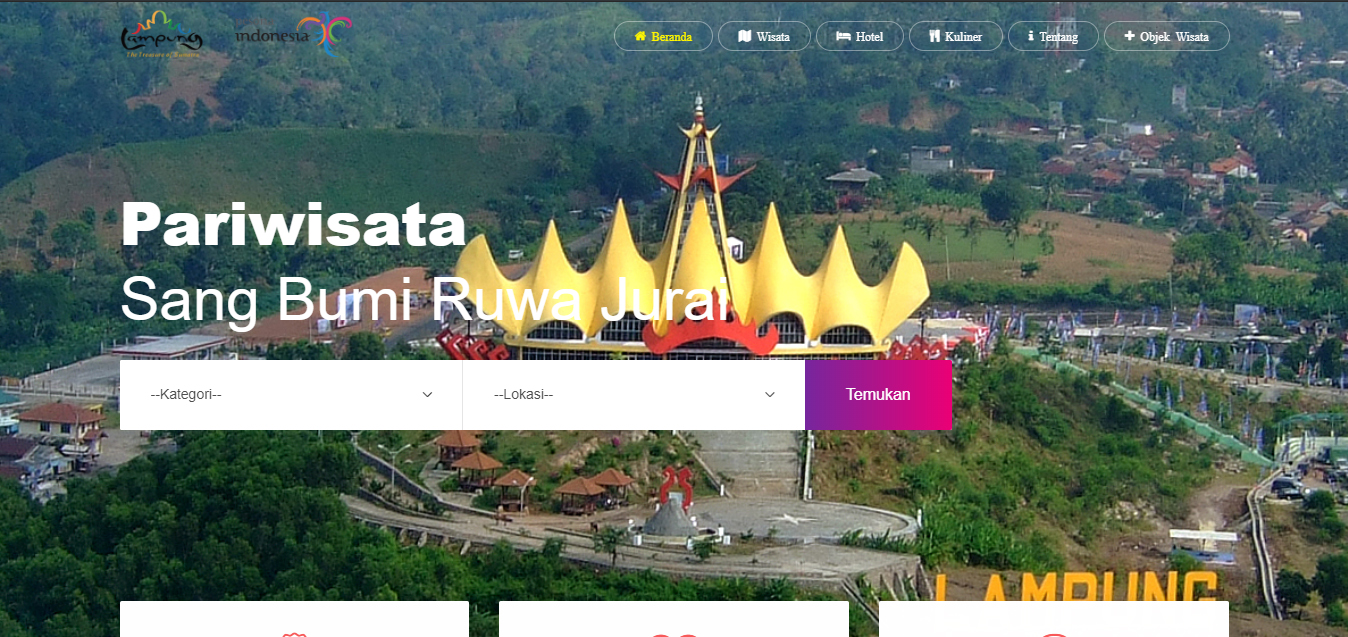 Lampung
The Treasure of Sumatra
indonesia
Beranda
Wisata
Hotel
Kuliner
Tentang
Objek Wisata
Pariwisata
Sang Bumi Ruwa Jurai
--Kategori--
--Lokasi--
Temukan
LAMPUNG